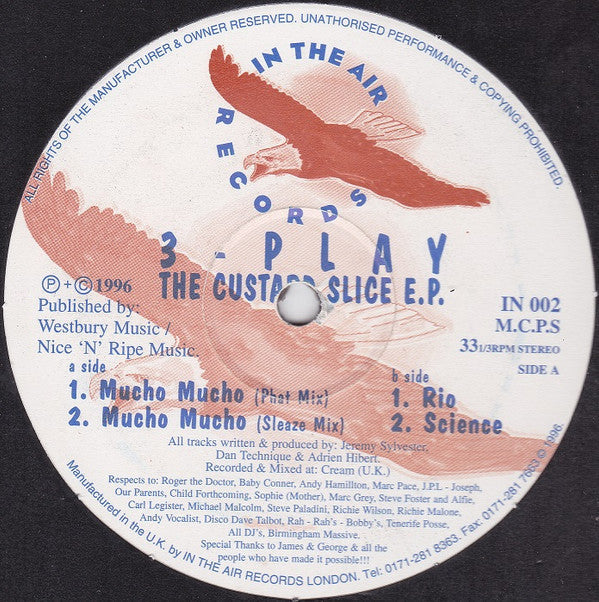 ALL RIGHTS OF THE MANUFACTURER & OWNER RESERVED. UNATHORISED PERFORMANCE & COPYING PROHIBITED.
IN THE AIR
RECORDS
3-PLAY
THE CUSTARD SLICE E.P.
℗+© 1996
Published by:
Westbury Music /
Nice 'N' Ripe Music.
IN 002
M.C.P.S
33 1/3RPM STEREO
SIDE A
a side
1. Mucho Mucho (Phat Mix)
2. Mucho Mucho (Sleaze Mix)
b side
1. Rio
2. Science
All tracks written & produced by: Jeremy Sylvester,
Dan Technique & Adrien Hibert.
Recorded & Mixed at: Cream (U.K.)
Respects to: Roger the Doctor, Baby Conner, Andy Hamillton, Marc Pace, J.P.L - Joseph,
Our Parents, Child Forthcoming, Sophie (Mother), Marc Grey, Steve Foster and Alfie,
Carl Legister, Michael Malcolm, Steve Paladini, Richie Wilson, Richie Malone,
Andy Vocalist, Disco Dave Talbot, Rah - Rah's - Bobby's, Tenerife Posse,
All DJ's, Birmingham Massive.
Special Thanks to James & George & all the
people who have made it possible!!!
Manufactured in the U.K. by IN THE AIR RECORDS LONDON. Tel: 0171-281 8363. Fax: 0171-281 7663 © 1996.